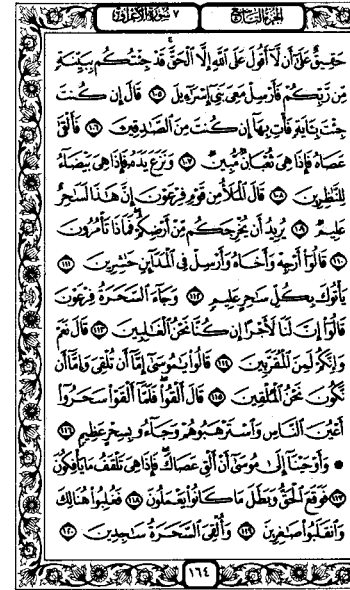 الجزء التاسع ٧ سورة الأعراف
حَقِيقٌ عَلَىٰٓ أَن لَّآ أَقُولَ عَلَى ٱللَّهِ إِلَّا ٱلْحَقَّ قَدْ جِئْتُكُم بِبَيِّنَةٍ
مِّن رَّبِّكُمْ فَأَرْسِلْ مَعِىَ بَنِىٓ إِسْرَٰٓءِيلَ ١٠٥ قَالَ إِن كُنتَ
جِئْتَ بِـَٔايَةٍ فَأْتِ بِهَآ إِن كُنتَ مِنَ ٱلصَّٰدِقِينَ ١٠٦ فَأَلْقَىٰ
عَصَاهُ فَإِذَا هِىَ ثُعْبَانٌ مُّبِينٌ ١٠٧ وَنَزَعَ يَدَهُۥ فَإِذَا هِىَ بَيْضَآءُ
لِلنَّٰظِرِينَ ١٠٨ قَالَ ٱلْمَلَأُ مِن قَوْمِ فِرْعَوْنَ إِنَّ هَٰذَا لَسَٰحِرٌ
عَلِيمٌ ١٠٩ يُرِيدُ أَن يُخْرِجَكُم مِّنْ أَرْضِكُمْ فَمَاذَا تَأْمُرُونَ
١١٠ قَالُوٓا۟ أَرْجِهْ وَأَخَاهُ وَأَرْسِلْ فِى ٱلْمَدَآئِنِ حَٰشِرِينَ ١١١
يَأْتُوكَ بِكُلِّ سَٰحِرٍ عَلِيمٍ ١١٢ وَجَآءَ ٱلسَّحَرَةُ فِرْعَوْنَ
قَالُوٓا۟ إِنَّ لَنَا لَأَجْرًا إِن كُنَّا نَحْنُ ٱلْغَٰلِبِينَ ١١٣ قَالَ نَعَمْ
وَإِنَّكُمْ لَمِنَ ٱلْمُقَرَّبِينَ ١١٤ قَالُوا۟ يَٰمُوسَىٰٓ إِمَّآ أَن تُلْقِىَ وَإِمَّآ أَن
نَّكُونَ نَحْنُ ٱلْمُلْقِينَ ١١٥ قَالَ أَلْقُوا۟ فَلَمَّآ أَلْقَوْا۟ سَحَرُوٓا۟
أَعْيُنَ ٱلنَّاسِ وَٱسْتَرْهَبُوهُمْ وَجَآءُو بِسِحْرٍ عَظِيمٍ ١١٦
وَأَوْحَيْنَآ إِلَىٰ مُوسَىٰٓ أَنْ أَلْقِ عَصَاكَ فَإِذَا هِىَ تَلْقَفُ مَا يَأْفِكُونَ
١١٧ فَوَقَعَ ٱلْحَقُّ وَبَطَلَ مَا كَانُوا۟ يَعْمَلُونَ ١١٨ فَغُلِبُوا۟ هُنَالِكَ
وَٱنقَلَبُوا۟ صَٰغِرِينَ ١١٩ وَأُلْقِىَ ٱلسَّحَرَةُ سَٰجِدِينَ ١٢٠
١٦٤